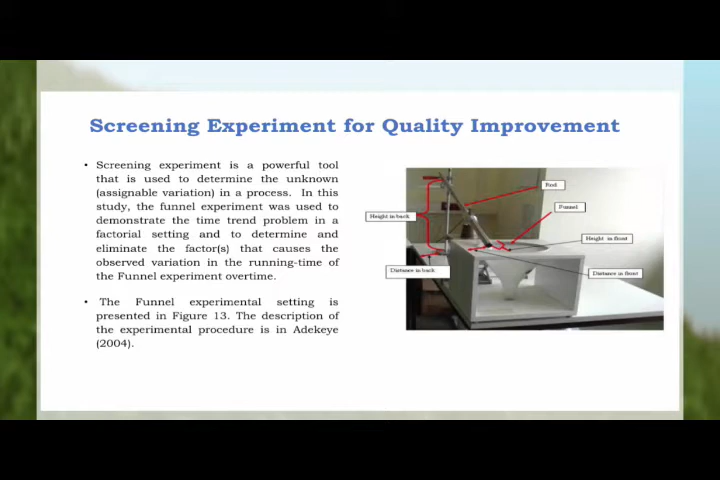 Screening Experiment for Quality Improvement
• Screening experiment is a powerful tool
that is used to determine the unknown
(assignable variation) in a process. In this
study, the funnel experiment was used to
demonstrate the time trend problem in a
factorial setting and to determine and
eliminate the factor(s) that causes the
observed variation in the running-time of
the Funnel experiment overtime.
• The Funnel experimental setting is
presented in Figure 13. The description of
the experimental procedure is in Adekeye
(2004).
Rod
Funnel
Height in back
Height in front
Distance in back
Distance in front